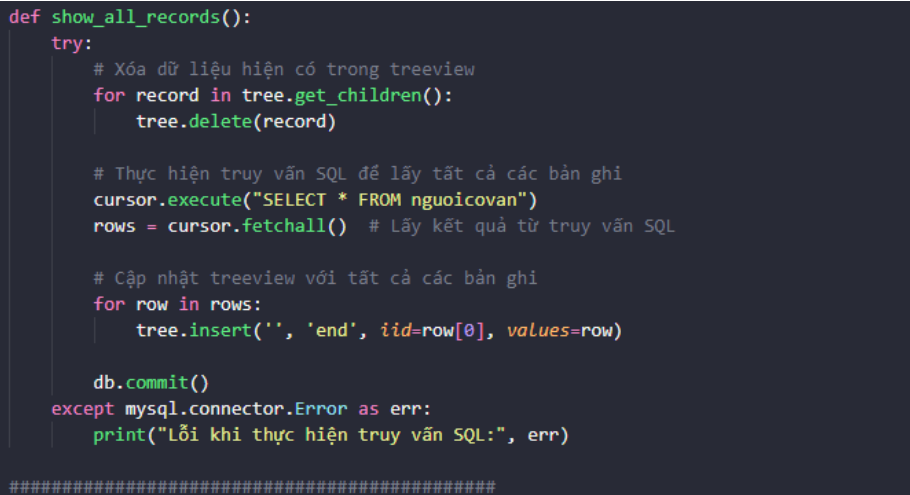 def show_all_records():
    try:
        # Xóa dữ liệu hiện có trong treeview
        for record in tree.get_children():
            tree.delete(record)

        # Thực hiện truy vấn SQL để lấy tất cả các bản ghi
        cursor.execute("SELECT * FROM nguoicovan")
        rows = cursor.fetchall()  # Lấy kết quả từ truy vấn SQL

        # Cập nhật treeview với tất cả các bản ghi
        for row in rows:
            tree.insert('', 'end', iid=row[0], values=row)

        db.commit()
    except mysql.connector.Error as err:
        print("Lỗi khi thực hiện truy vấn SQL:", err)

##############################################